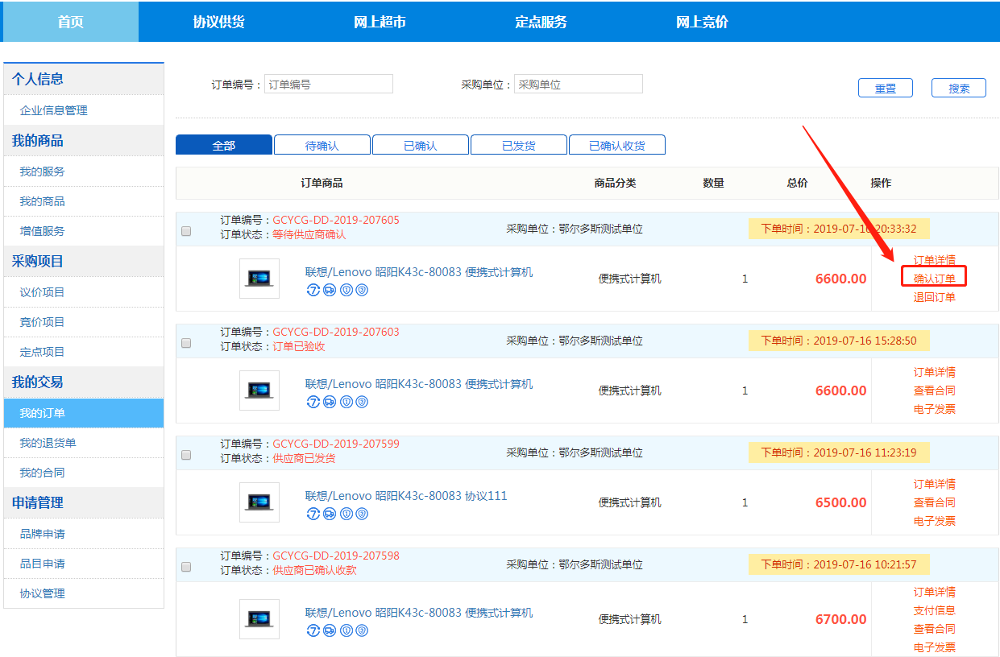 首页 协议供货 网上超市 定点服务 网上竞价
个人信息
企业信息管理
我的商品
我的服务
我的商品
增值服务
采购项目
议价项目
竞价项目
定点项目
我的交易
我的订单
我的退货单
我的合同
申请管理
品牌申请
品目申请
协议管理
订单编号： 订单编号 采购单位： 采购单位 重置 搜索
全部 待确认 已确认 已发货 已确认收货
订单商品 商品分类 数量 总价 操作
订单编号：GCYCG-DD-2019-207605
订单状态：等待供应商确认
采购单位：鄂尔多斯测试单位
下单时间：2019-07-16 20:33:32
联想/Lenovo 昭阳K43c-80083 便携式计算机
便携式计算机 1 6600.00
订单详情
确认订单
退回订单
订单编号：GCYCG-DD-2019-207603
订单状态：订单已验收
采购单位：鄂尔多斯测试单位
下单时间：2019-07-16 15:28:50
联想/Lenovo 昭阳K43c-80083 便携式计算机
便携式计算机 1 6600.00
订单详情
查看合同
电子发票
订单编号：GCYCG-DD-2019-207599
订单状态：供应商已发货
采购单位：鄂尔多斯测试单位
下单时间：2019-07-16 11:23:19
联想/Lenovo 昭阳K43c-80083 协议111
便携式计算机 1 6500.00
订单详情
查看合同
电子发票
订单编号：GCYCG-DD-2019-207598
订单状态：供应商已确认收款
采购单位：鄂尔多斯测试单位
下单时间：2019-07-16 10:21:57
联想/Lenovo 昭阳K43c-80083 便携式计算机
便携式计算机 1 6700.00
订单详情
支付信息
查看合同
电子发票